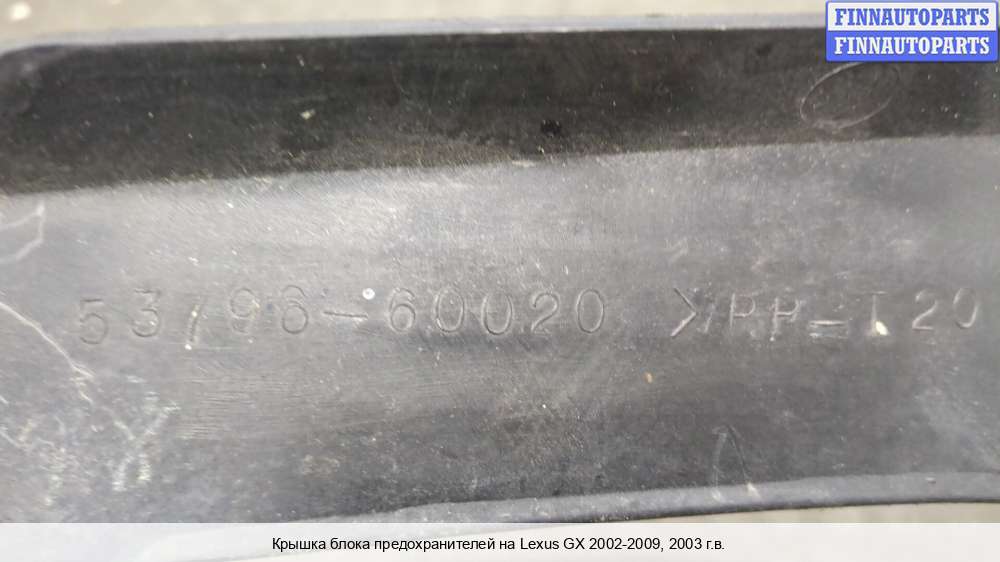 FINNAUTOPARTS
FINNAUTOPARTS
53796-60020 >PP-T20
Крышка блока предохранителей на Lexus GX 2002-2009, 2003 г.в.